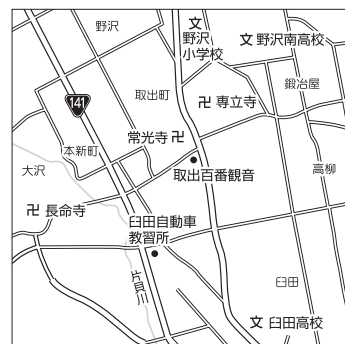 野沢
文
野沢
小学校
文 野沢南高校
鍛冶屋
141
取出町
卍 専立寺
常光寺 卍
本新町
大沢
取出百番観音
高柳
卍 長命寺
臼田自動車
教習所
片貝川
臼田
文 臼田高校